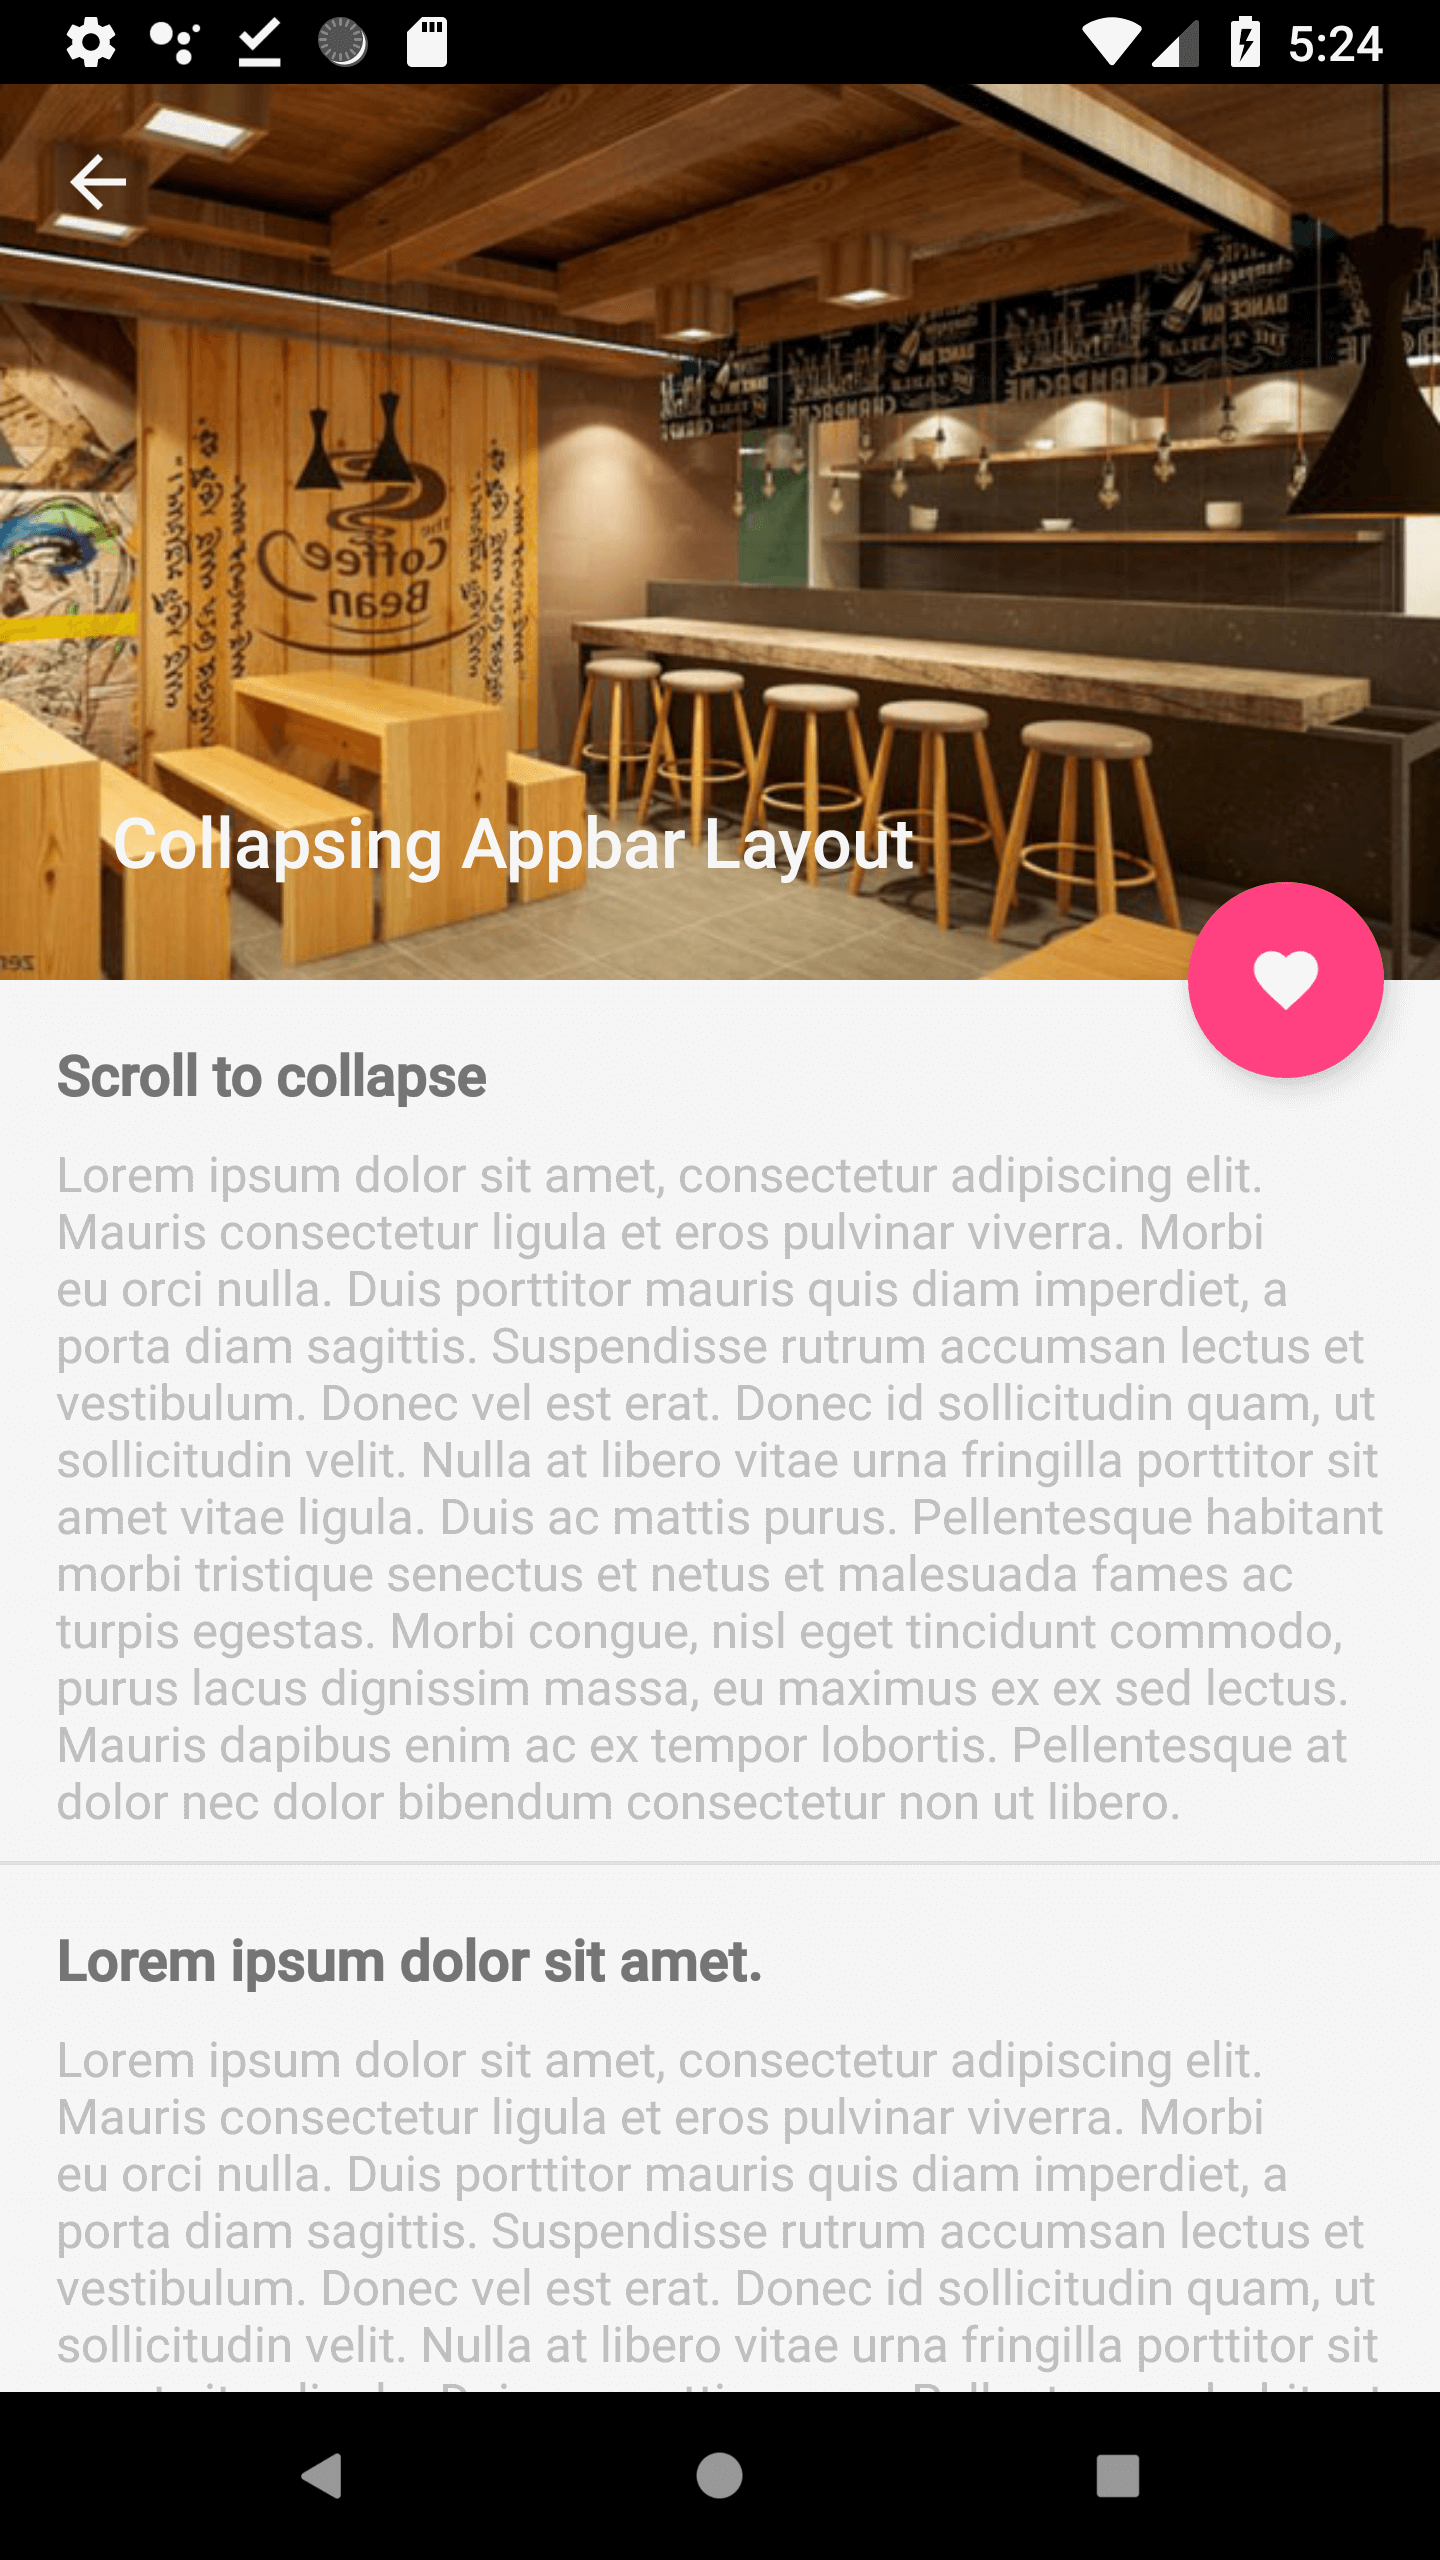 5:24
DANCE ON
CHAMPAGNE
the
Coffee
Bean
Collapsing Appbar Layout
Scroll to collapse
Lorem ipsum dolor sit amet, consectetur adipiscing elit.
Mauris consectetur ligula et eros pulvinar viverra. Morbi
eu orci nulla. Duis porttitor mauris quis diam imperdiet, a
porta diam sagittis. Suspendisse rutrum accumsan lectus et
vestibulum. Donec vel est erat. Donec id sollicitudin quam, ut
sollicitudin velit. Nulla at libero vitae urna fringilla porttitor sit
amet vitae ligula. Duis ac mattis purus. Pellentesque habitant
morbi tristique senectus et netus et malesuada fames ac
turpis egestas. Morbi congue, nisl eget tincidunt commodo,
purus lacus dignissim massa, eu maximus ex ex sed lectus.
Mauris dapibus enim ac ex tempor lobortis. Pellentesque at
dolor nec dolor bibendum consectetur non ut libero.
Lorem ipsum dolor sit amet.
Lorem ipsum dolor sit amet, consectetur adipiscing elit.
Mauris consectetur ligula et eros pulvinar viverra. Morbi
eu orci nulla. Duis porttitor mauris quis diam imperdiet, a
porta diam sagittis. Suspendisse rutrum accumsan lectus et
vestibulum. Donec vel est erat. Donec id sollicitudin quam, ut
sollicitudin velit. Nulla at libero vitae urna fringilla porttitor sit